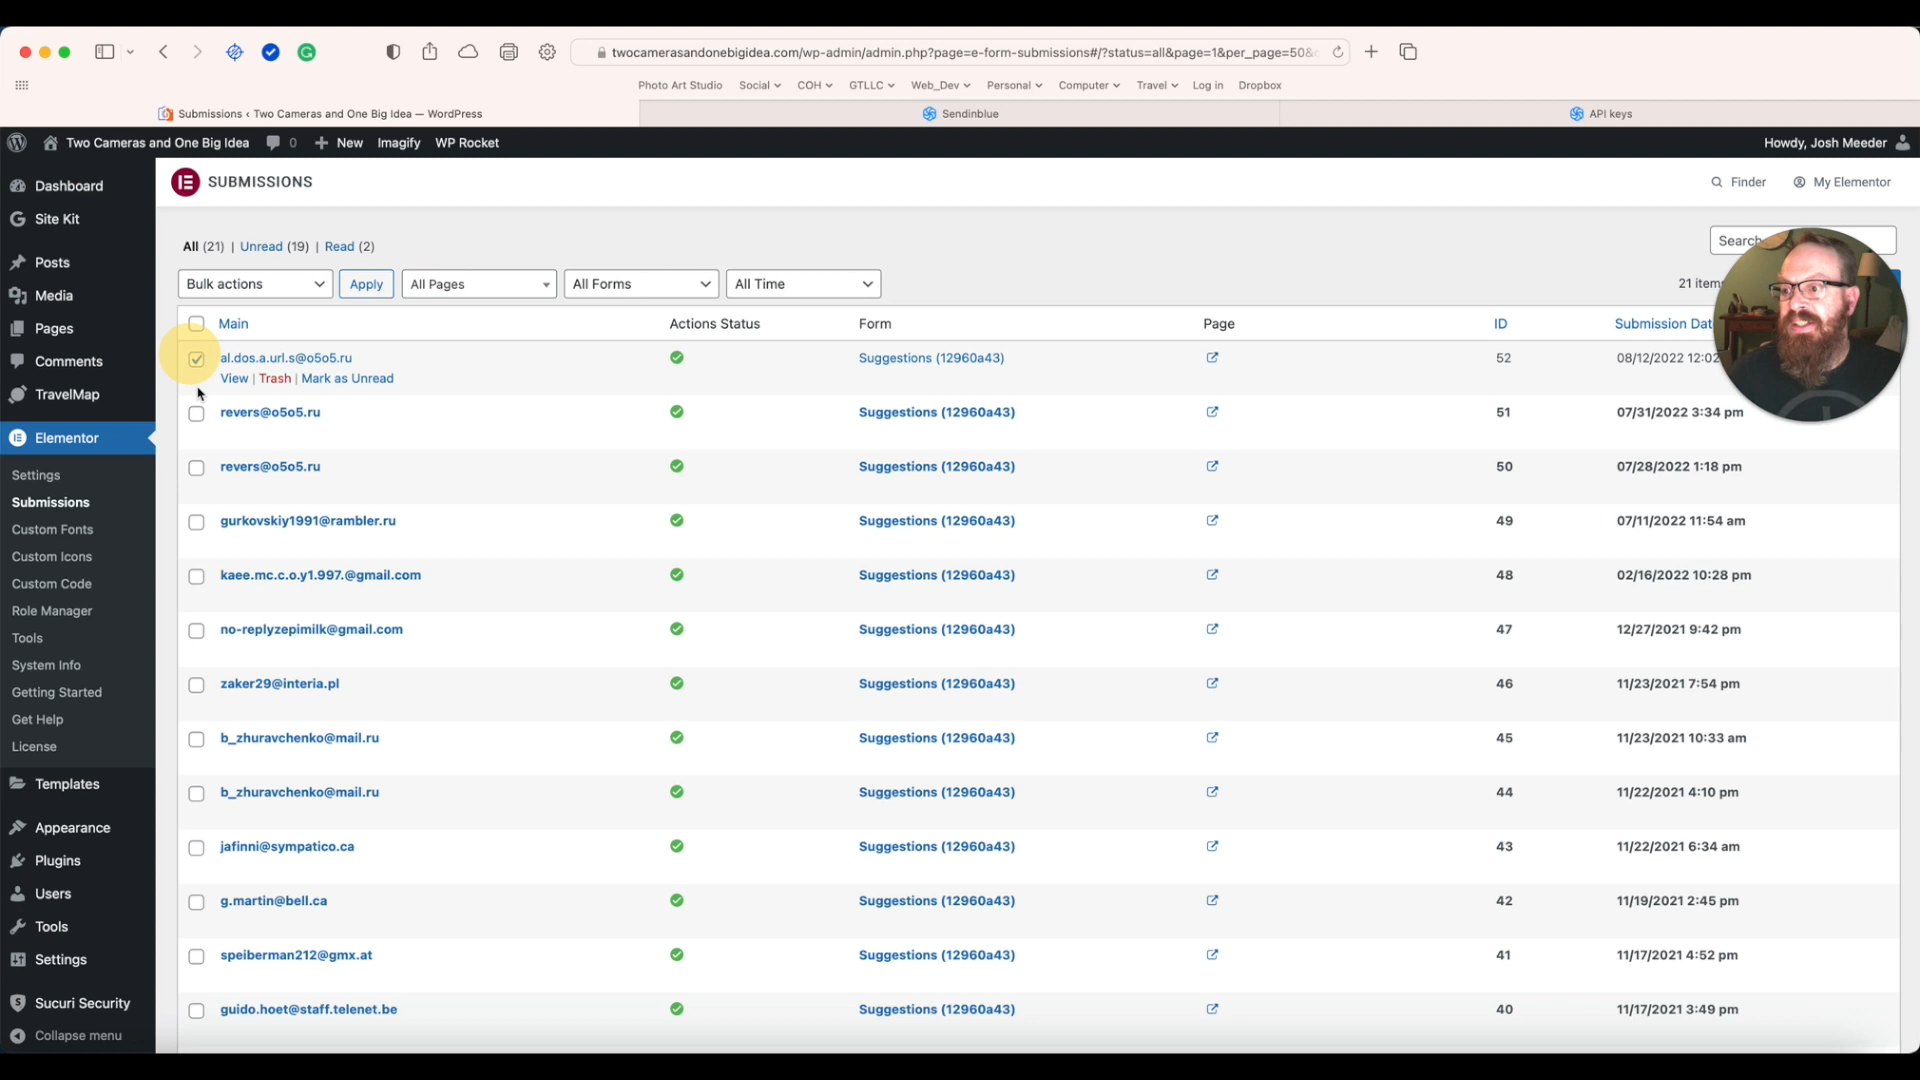 twocamerasandonebigidea.com/wp-admin/admin.php?page=e-form-submissions#/?status=all&page=1&per_page=50&
Photo Art Studio Social COH GTLLC Web_Dev Personal Computer Travel Log in Dropbox
Submissions ‹ Two Cameras and One Big Idea — WordPress Sendinblue API keys
Two Cameras and One Big Idea 0 New Imagify WP Rocket Howdy, Josh Meeder
SUBMISSIONS Finder My Elementor
Dashboard
Site Kit
Posts
Media
Pages
Comments
TravelMap
Elementor
Settings
Submissions
Custom Fonts
Custom Icons
Custom Code
Role Manager
Tools
System Info
Getting Started
Get Help
License
Templates
Appearance
Plugins
Users
Tools
Settings
Sucuri Security
Collapse menu
All (21) | Unread (19) | Read (2)
Search
Bulk actions Apply All Pages All Forms All Time 21 items
Main Actions Status Form Page ID Submission Dat
al.dos.a.url.s@o5o5.ru Suggestions (12960a43) 52 08/12/2022 12:02
View | Trash | Mark as Unread
revers@o5o5.ru Suggestions (12960a43) 51 07/31/2022 3:34 pm
revers@o5o5.ru Suggestions (12960a43) 50 07/28/2022 1:18 pm
gurkovskiy1991@rambler.ru Suggestions (12960a43) 49 07/11/2022 11:54 am
kaee.mc.c.o.y1.997.@gmail.com Suggestions (12960a43) 48 02/16/2022 10:28 pm
no-replyzepimilk@gmail.com Suggestions (12960a43) 47 12/27/2021 9:42 pm
zaker29@interia.pl Suggestions (12960a43) 46 11/23/2021 7:54 pm
b_zhuravchenko@mail.ru Suggestions (12960a43) 45 11/23/2021 10:33 am
b_zhuravchenko@mail.ru Suggestions (12960a43) 44 11/22/2021 4:10 pm
jafinni@sympatico.ca Suggestions (12960a43) 43 11/22/2021 6:34 am
g.martin@bell.ca Suggestions (12960a43) 42 11/19/2021 2:45 pm
speiberman212@gmx.at Suggestions (12960a43) 41 11/17/2021 4:52 pm
guido.hoet@staff.telenet.be Suggestions (12960a43) 40 11/17/2021 3:49 pm